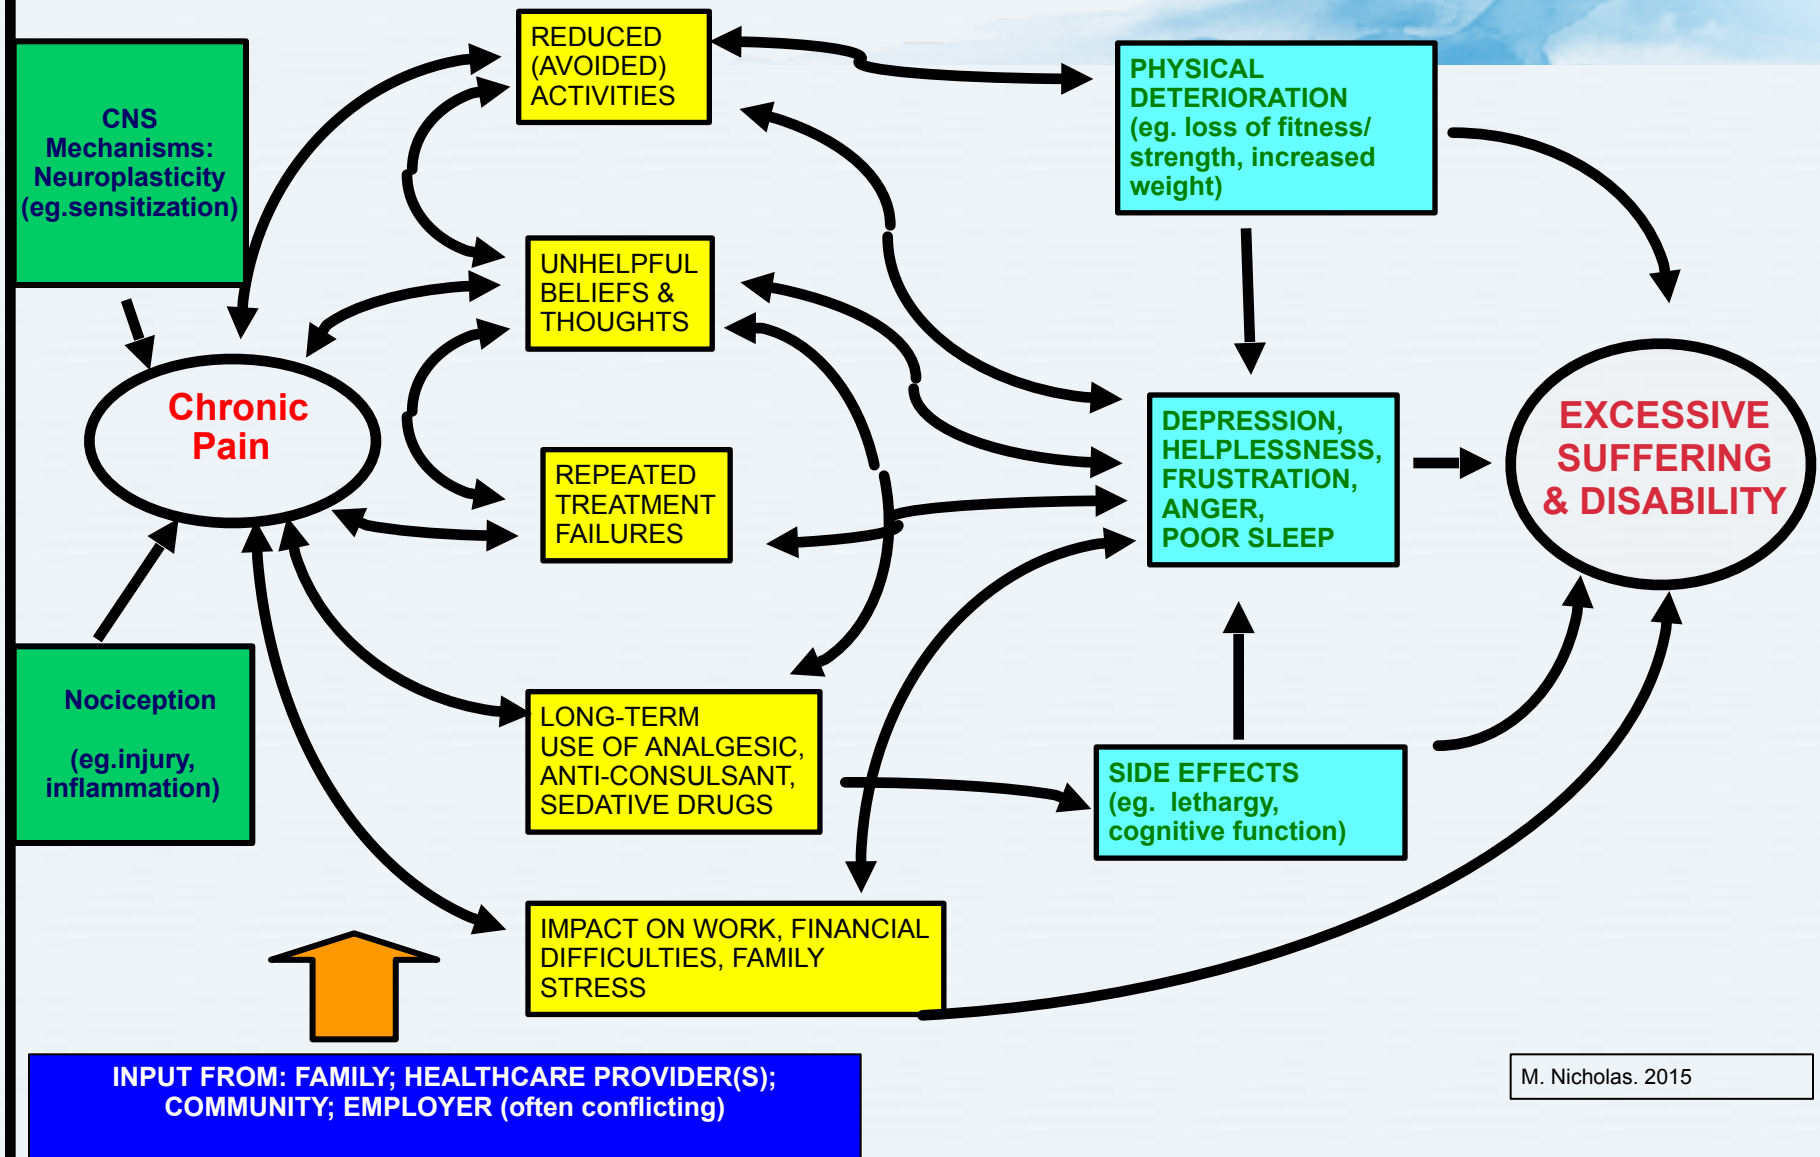 CNS
Mechanisms:
Neuroplasticity
(eg.sensitization)
Chronic
Pain
Nociception
(eg.injury,
inflammation)
REDUCED
(AVOIDED)
ACTIVITIES
UNHELPFUL
BELIEFS &
THOUGHTS
REPEATED
TREATMENT
FAILURES
LONG-TERM
USE OF ANALGESIC,
ANTI-CONSULSANT,
SEDATIVE DRUGS
IMPACT ON WORK, FINANCIAL
DIFFICULTIES, FAMILY
STRESS
PHYSICAL
DETERIORATION
(eg. loss of fitness/
strength, increased
weight)
DEPRESSION,
HELPLESSNESS,
FRUSTRATION,
ANGER,
POOR SLEEP
SIDE EFFECTS
(eg. lethargy,
cognitive function)
EXCESSIVE
SUFFERING
& DISABILITY
INPUT FROM: FAMILY; HEALTHCARE PROVIDER(S);
COMMUNITY; EMPLOYER (often conflicting)
M. Nicholas. 2015